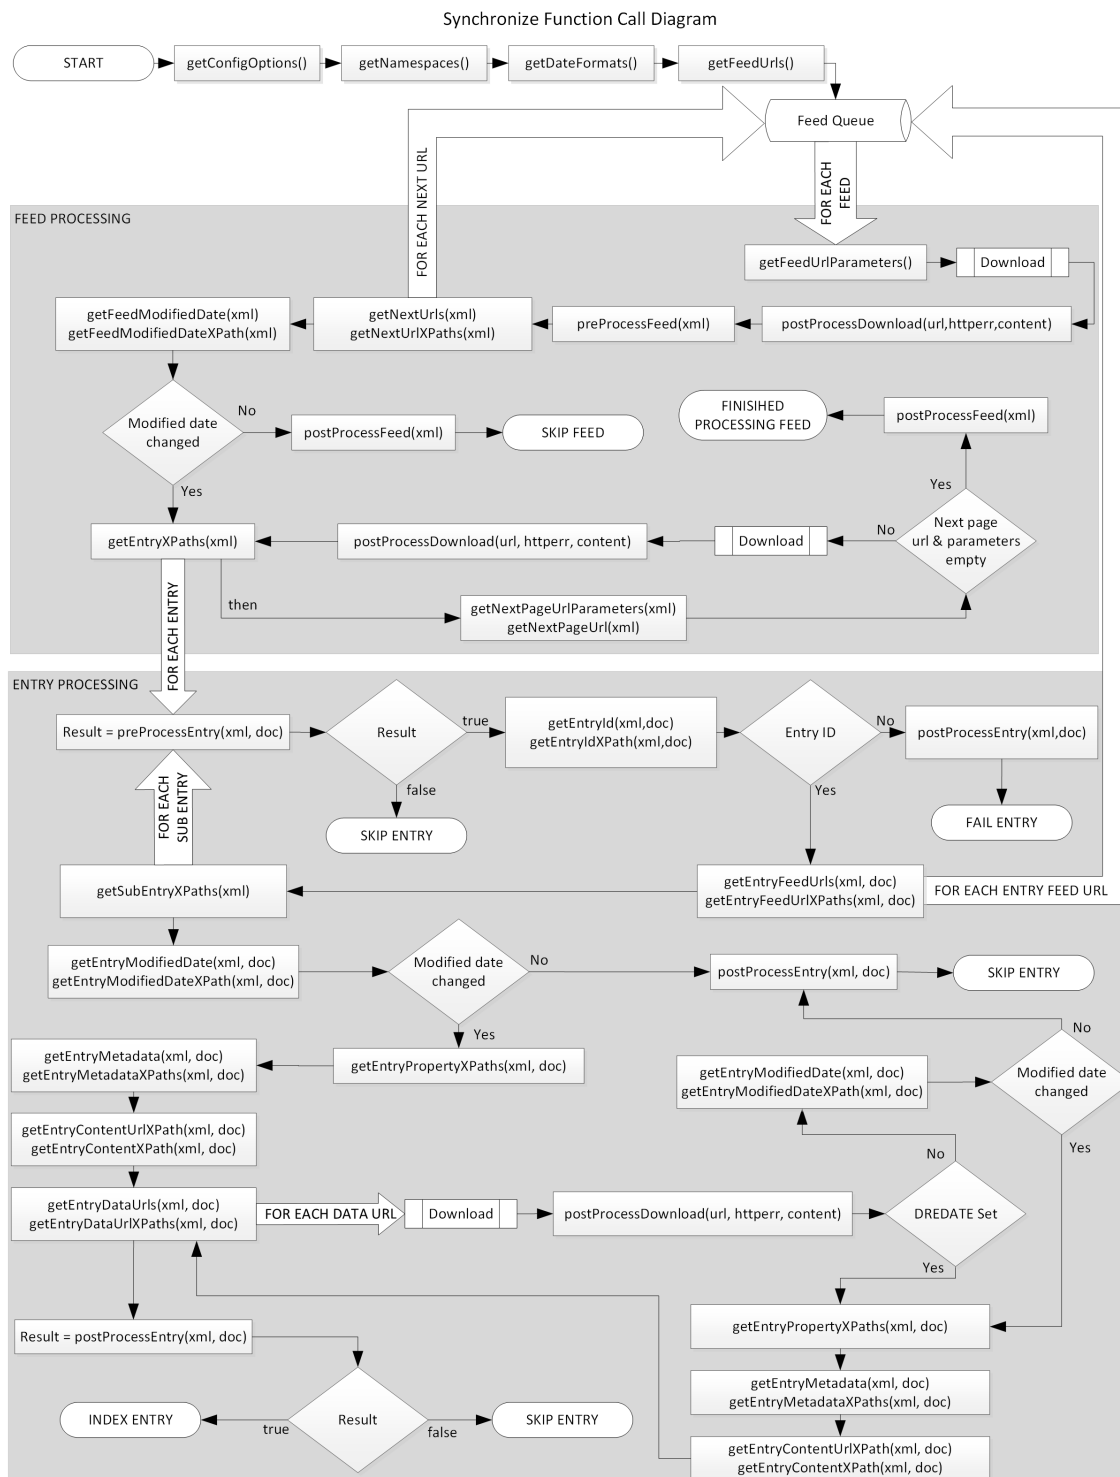 Synchronize Function Call Diagram
START
getConfigOptions()
getNamespaces()
getDateFormats()
getFeedUrls()
Feed Queue
FOR EACH NEXT URL
FOR EACH
FEED
FEED PROCESSING
getFeedUrlParameters()
Download
getFeedModifiedDate(xml)
getFeedModifiedDateXPath(xml)
getNextUrls(xml)
getNextUrlXPaths(xml)
preProcessFeed(xml)
postProcessDownload(url,httperr,content)
Modified date
changed
No
postProcessFeed(xml)
SKIP FEED
FINISIHED
PROCESSING FEED
postProcessFeed(xml)
Yes
Yes
getEntryXPaths(xml)
postProcessDownload(url, httperr, content)
Download
No
Next page
url & parameters
empty
then
getNextPageUrlParameters(xml)
getNextPageUrl(xml)
FOR EACH ENTRY
ENTRY PROCESSING
Result = preProcessEntry(xml, doc)
Result
true
false
SKIP ENTRY
getEntryId(xml,doc)
getEntryIdXPath(xml,doc)
Entry ID
No
Yes
postProcessEntry(xml,doc)
FAIL ENTRY
FOR EACH
SUB ENTRY
getSubEntryXPaths(xml)
getEntryFeedUrls(xml, doc)
getEntryFeedUrlXPaths(xml, doc)
FOR EACH ENTRY FEED URL
getEntryModifiedDate(xml, doc)
getEntryModifiedDateXPath(xml, doc)
Modified date
changed
No
postProcessEntry(xml, doc)
SKIP ENTRY
Yes
getEntryPropertyXPaths(xml, doc)
getEntryMetadata(xml, doc)
getEntryMetadataXPaths(xml, doc)
getEntryModifiedDate(xml, doc)
getEntryModifiedDateXPath(xml, doc)
No
Modified date
changed
Yes
getEntryContentUrlXPath(xml, doc)
getEntryContentXPath(xml, doc)
getEntryDataUrls(xml, doc)
getEntryDataUrlXPaths(xml, doc)
FOR EACH DATA URL
Download
postProcessDownload(url, httperr, content)
No
DREDATE Set
Yes
getEntryPropertyXPaths(xml, doc)
Result = postProcessEntry(xml, doc)
getEntryMetadata(xml, doc)
getEntryMetadataXPaths(xml, doc)
INDEX ENTRY
true
Result
false
SKIP ENTRY
getEntryContentUrlXPath(xml, doc)
getEntryContentXPath(xml, doc)